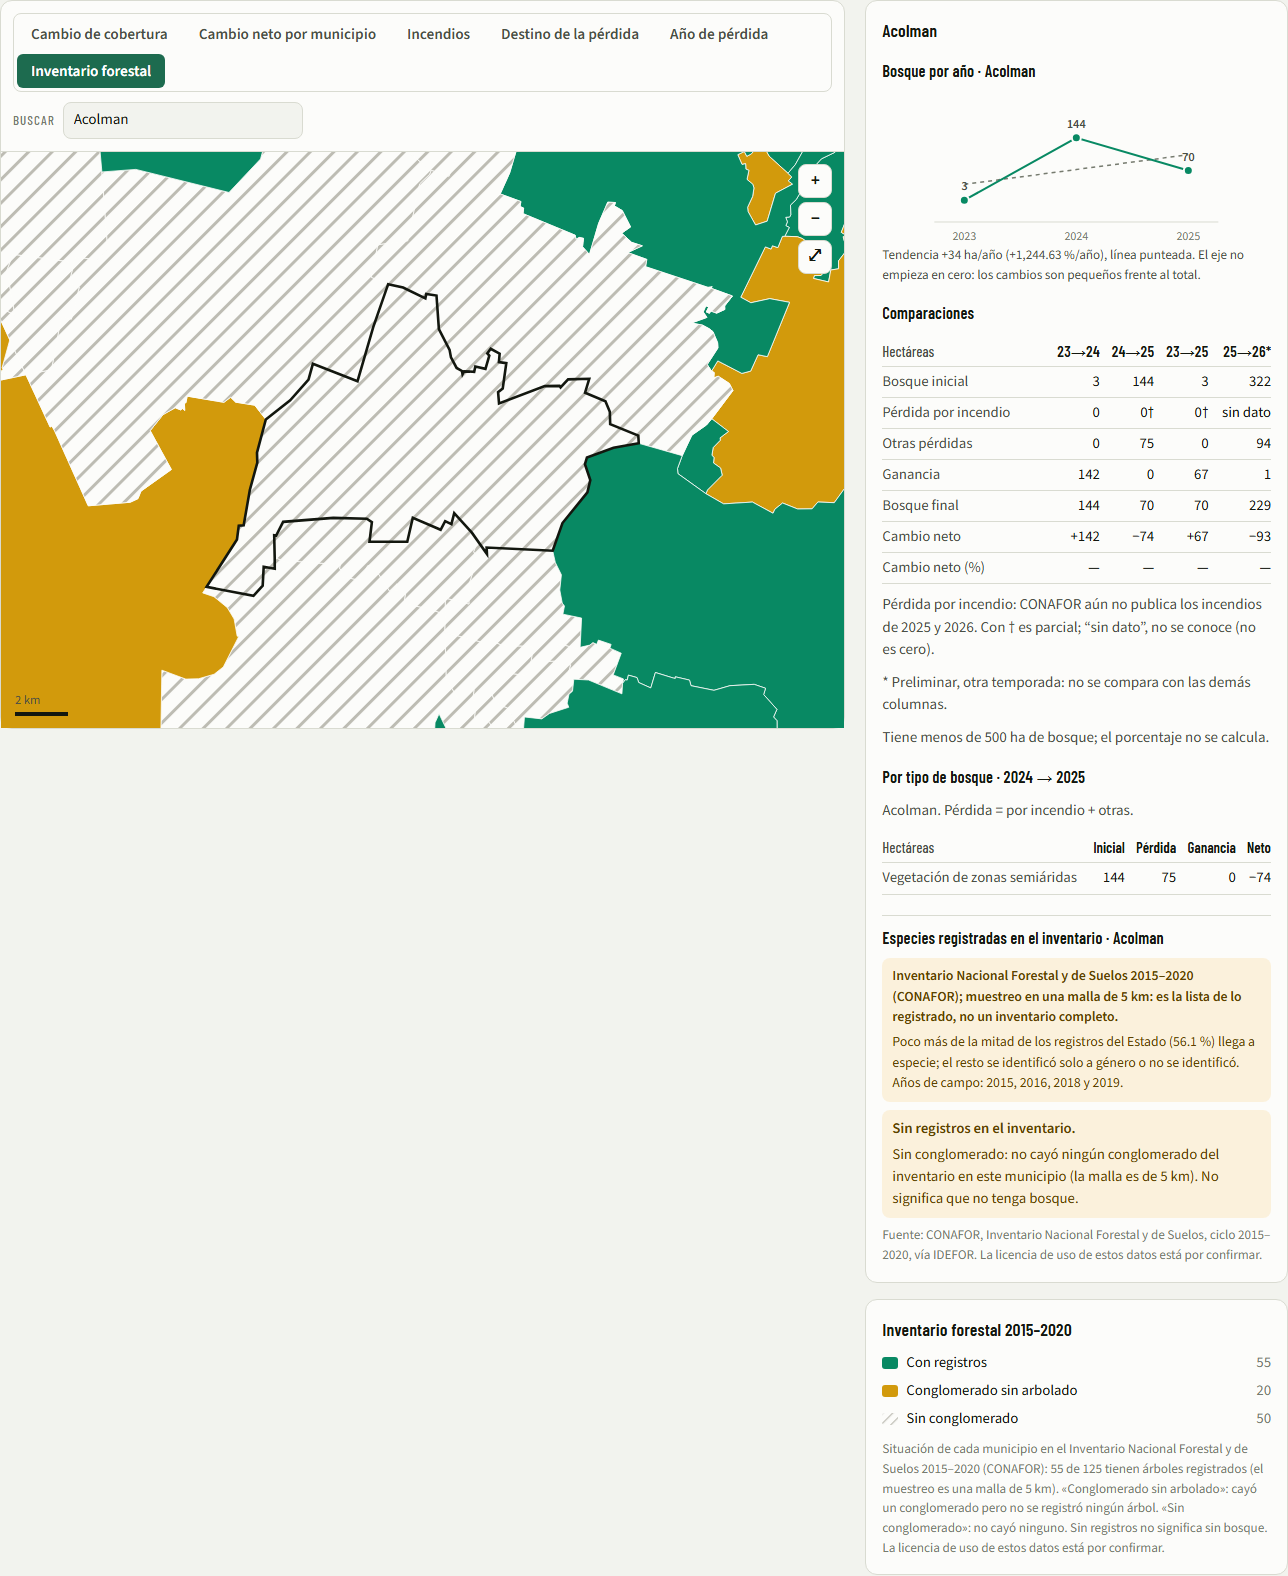 Cambio de cobertura
Cambio neto por municipio
Incendios
Destino de la pérdida
Año de pérdida
Inventario forestal
BUSCAR
Acolman
+
−
2 km
Acolman
Bosque por año · Acolman
3
144
70
2023
2024
2025
Tendencia +34 ha/año (+1,244.63 %/año), línea punteada. El eje no
empieza en cero: los cambios son pequeños frente al total.
Comparaciones
Hectáreas 23→24 24→25 23→25 25→26*
Bosque inicial 3 144 3 322
Pérdida por incendio 0 0† 0† sin dato
Otras pérdidas 0 75 0 94
Ganancia 142 0 67 1
Bosque final 144 70 70 229
Cambio neto +142 −74 +67 −93
Cambio neto (%) — — — —
Pérdida por incendio: CONAFOR aún no publica los incendios
de 2025 y 2026. Con † es parcial; “sin dato”, no se conoce (no
es cero).
* Preliminar, otra temporada: no se compara con las demás
columnas.
Tiene menos de 500 ha de bosque; el porcentaje no se calcula.
Por tipo de bosque · 2024 → 2025
Acolman. Pérdida = por incendio + otras.
Hectáreas Inicial Pérdida Ganancia Neto
Vegetación de zonas semiáridas 144 75 0 −74
Especies registradas en el inventario · Acolman
Inventario Nacional Forestal y de Suelos 2015–2020
(CONAFOR); muestreo en una malla de 5 km: es la lista de lo
registrado, no un inventario completo.
Poco más de la mitad de los registros del Estado (56.1 %) llega a
especie; el resto se identificó solo a género o no se identificó.
Años de campo: 2015, 2016, 2018 y 2019.
Sin registros en el inventario.
Sin conglomerado: no cayó ningún conglomerado del
inventario en este municipio (la malla es de 5 km). No
significa que no tenga bosque.
Fuente: CONAFOR, Inventario Nacional Forestal y de Suelos, ciclo 2015–
2020, vía IDEFOR. La licencia de uso de estos datos está por confirmar.
Inventario forestal 2015–2020
Con registros 55
Conglomerado sin arbolado 20
Sin conglomerado 50
Situación de cada municipio en el Inventario Nacional Forestal y de
Suelos 2015–2020 (CONAFOR): 55 de 125 tienen árboles registrados (el
muestreo es una malla de 5 km). «Conglomerado sin arbolado»: cayó
un conglomerado pero no se registró ningún árbol. «Sin
conglomerado»: no cayó ninguno. Sin registros no significa sin bosque.
La licencia de uso de estos datos está por confirmar.